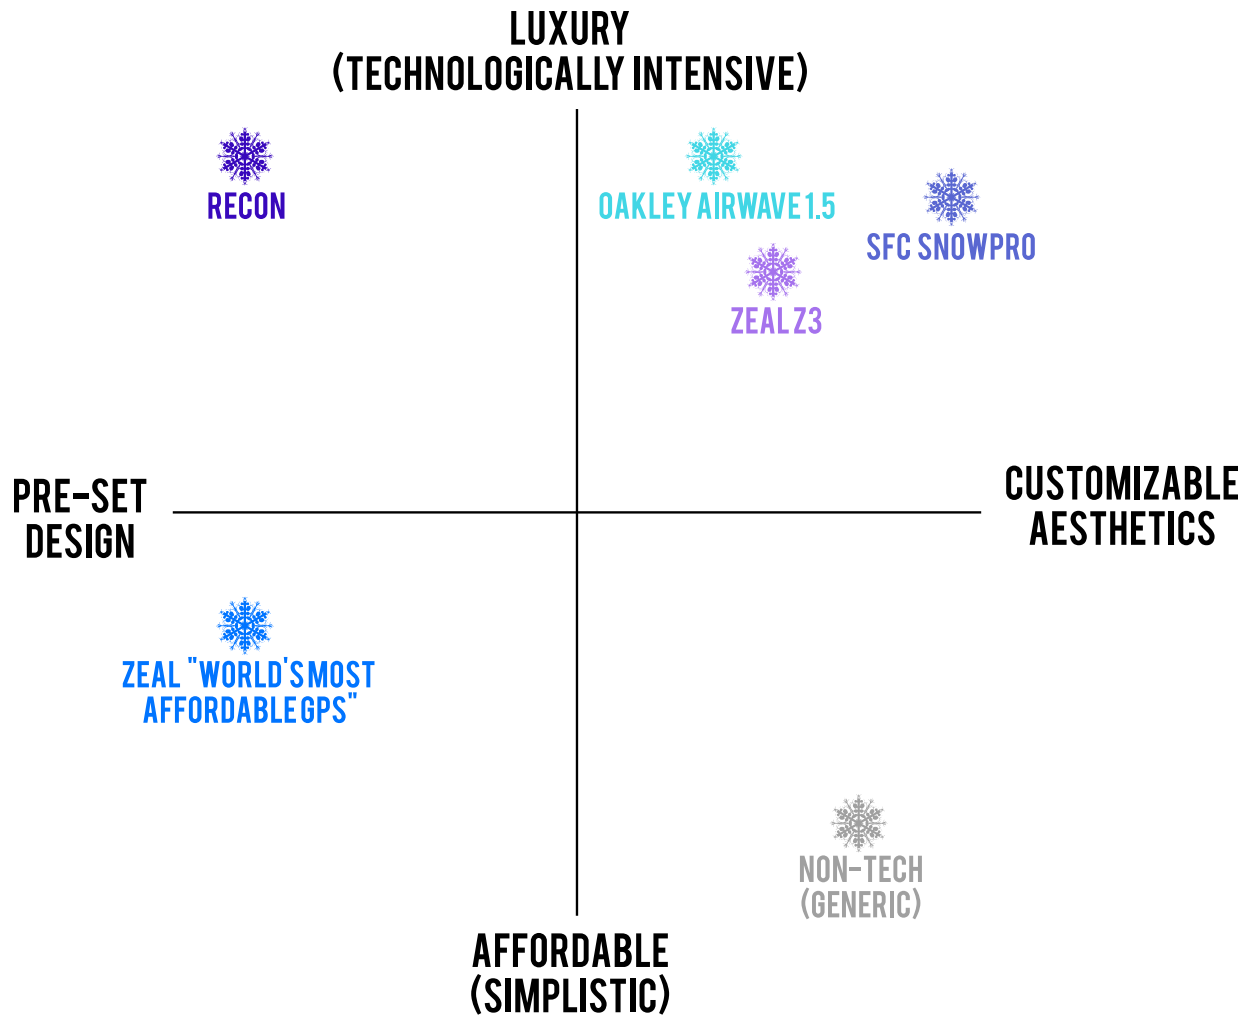 LUXURY
(TECHNOLOGICALLY INTENSIVE)
RECON
OAKLEY AIRWAVE 1.5
SFC SNOWPRO
ZEAL Z3
PRE-SET
DESIGN
CUSTOMIZABLE
AESTHETICS
ZEAL "WORLD'S MOST
AFFORDABLE GPS"
NON-TECH
(GENERIC)
AFFORDABLE
(SIMPLISTIC)